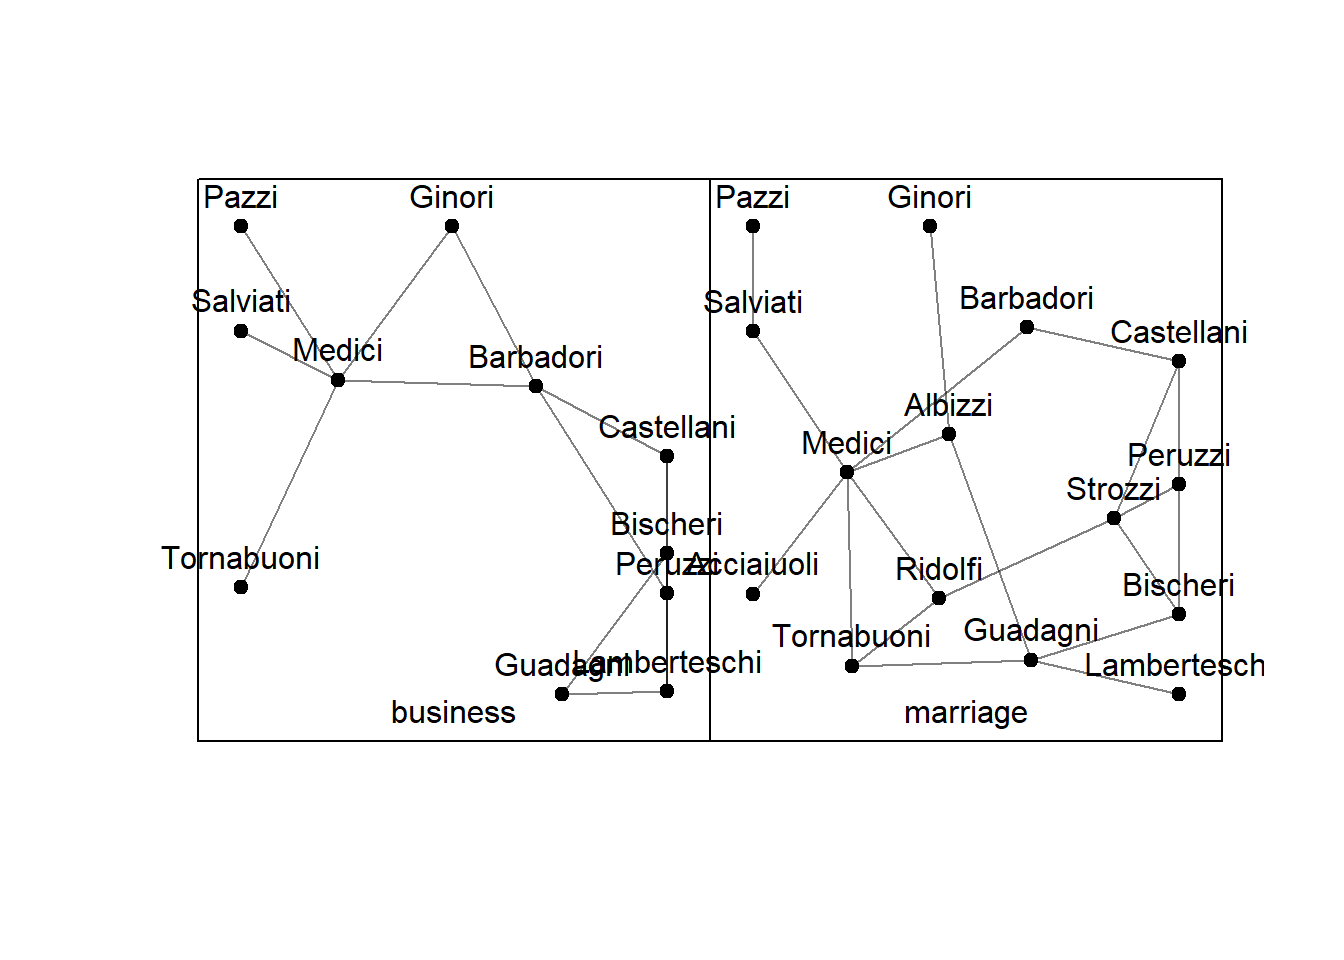 Pazzi
Ginori
Salviati
Medici
Barbadori
Castellani
Bischeri
Tornabuoni
Peruzzi
Guadagni
Lamberteschi
business
Pazzi
Ginori
Salviati
Barbadori
Castellani
Albizzi
Medici
Peruzzi
Strozzi
Acciaiuoli
Ridolfi
Bischeri
Tornabuoni
Guadagni
Lambertesch
marriage